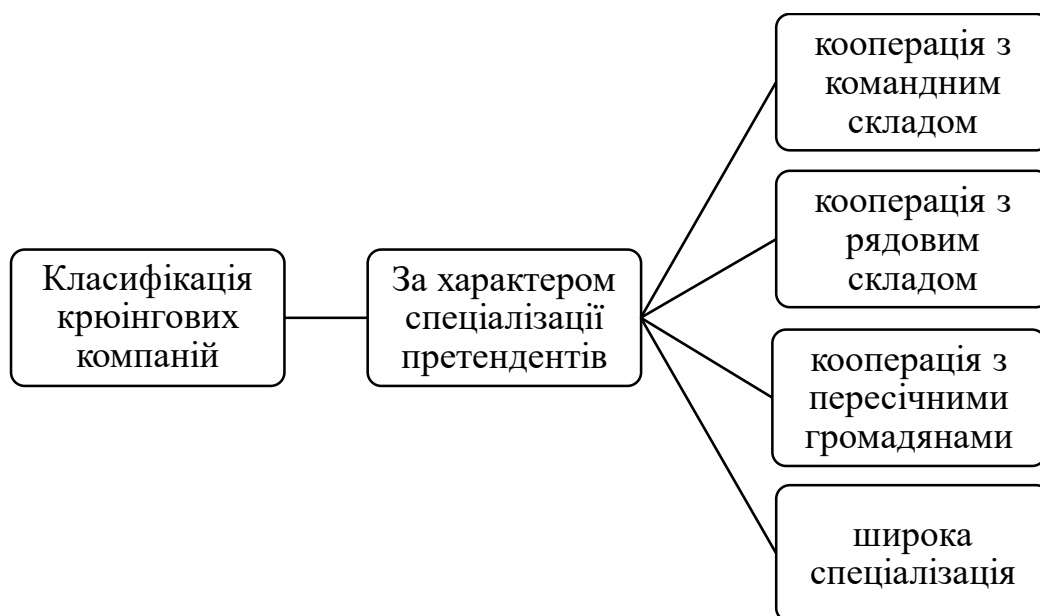 Класифікація
крюінгових
компаній
За характером
спеціалізації
претендентів
кооперація з
командним
складом
кооперація з
рядовим
складом
кооперація з
пересічними
громадянами
широка
спеціалізація